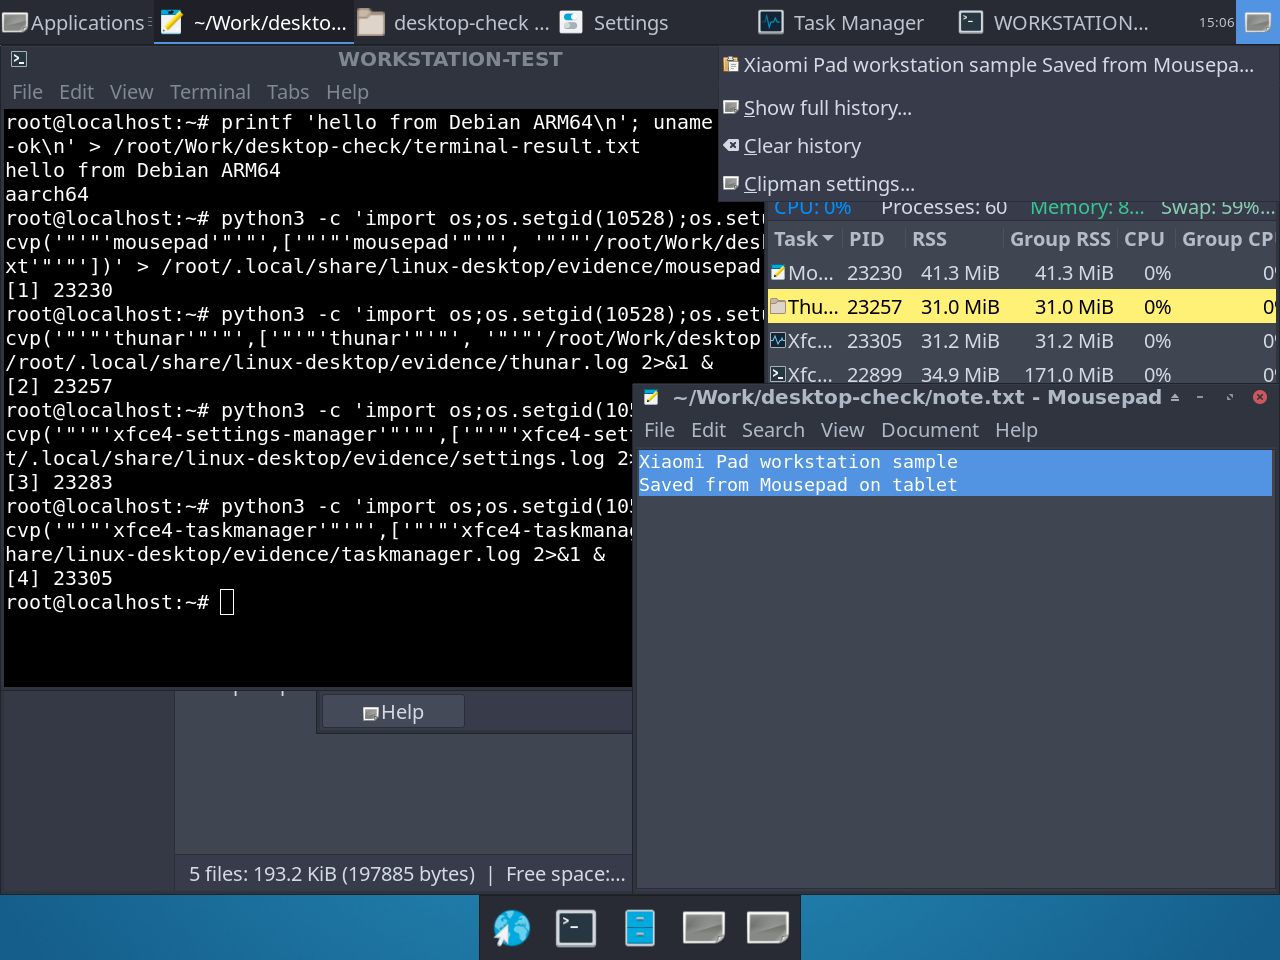 Applications
~/Work/deskto...
desktop-check ...
Settings
Task Manager
WORKSTATION...
15:06
WORKSTATION-TEST
File Edit View Terminal Tabs Help
root@localhost:~# printf 'hello from Debian ARM64\n'; uname
-ok\n' > /root/Work/desktop-check/terminal-result.txt
hello from Debian ARM64
aarch64
root@localhost:~# python3 -c 'import os;os.setgid(10528);os.setu
cvp('"'"'mousepad'"'"',['"'"'mousepad'"'"', '"'"'/root/Work/des
xt'"'"'])' > /root/.local/share/linux-desktop/evidence/mousepad
[1] 23230
root@localhost:~# python3 -c 'import os;os.setgid(10528);os.setu
cvp('"'"'thunar'"'"',['"'"'thunar'"'"', '"'"'/root/Work/desktop
/root/.local/share/linux-desktop/evidence/thunar.log 2>&1 &
[2] 23257
root@localhost:~# python3 -c 'import os;os.setgid(105
cvp('"'"'xfce4-settings-manager'"'"',['"'"'xfce4-sett
t/.local/share/linux-desktop/evidence/settings.log 2>
[3] 23283
root@localhost:~# python3 -c 'import os;os.setgid(105
cvp('"'"'xfce4-taskmanager'"'"',['"'"'xfce4-taskmanag
hare/linux-desktop/evidence/taskmanager.log 2>&1 &
[4] 23305
root@localhost:~#
Xiaomi Pad workstation sample Saved from Mousepa...
Show full history...
Clear history
Clipman settings...
CPU: 0% Processes: 60 Memory: 8... Swap: 59%...
Task PID RSS Group RSS CPU Group CP
Mo... 23230 41.3 MiB 41.3 MiB 0% 0
Thu... 23257 31.0 MiB 31.0 MiB 0% 0
Xfc... 23305 31.2 MiB 31.2 MiB 0% 0
Xfc... 22899 34.9 MiB 171.0 MiB 0% 0
~/Work/desktop-check/note.txt - Mousepad
File Edit Search View Document Help
Xiaomi Pad workstation sample
Saved from Mousepad on tablet
Help
5 files: 193.2 KiB (197885 bytes) | Free space:...